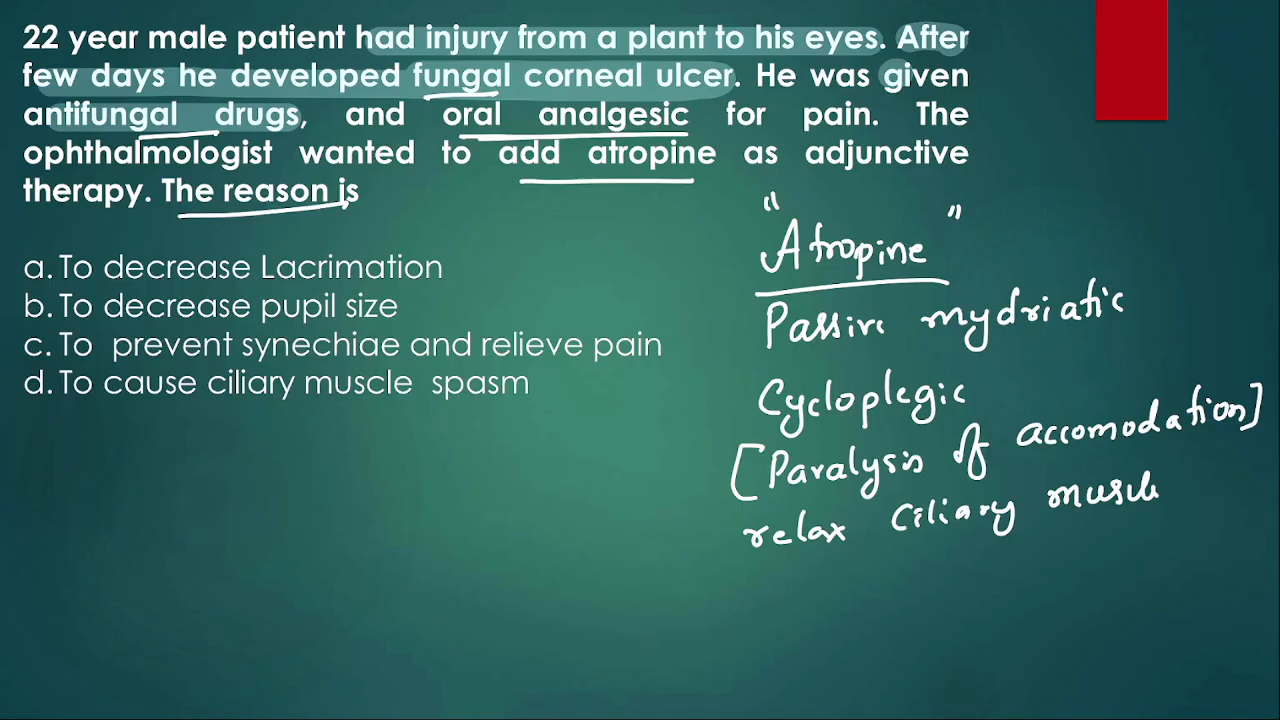 22 year male patient had injury from a plant to his eyes. After
few days he developed fungal corneal ulcer. He was given
antifungal drugs, and oral analgesic for pain. The
ophthalmologist wanted to add atropine as adjunctive
therapy. The reason is
a. To decrease Lacrimation
b. To decrease pupil size
c. To prevent synechiae and relieve pain
d. To cause ciliary muscle spasm
"Atropine"
Passive mydriatic
Cycloplegic
[Paralysis of accomodation]
relax ciliary muscle